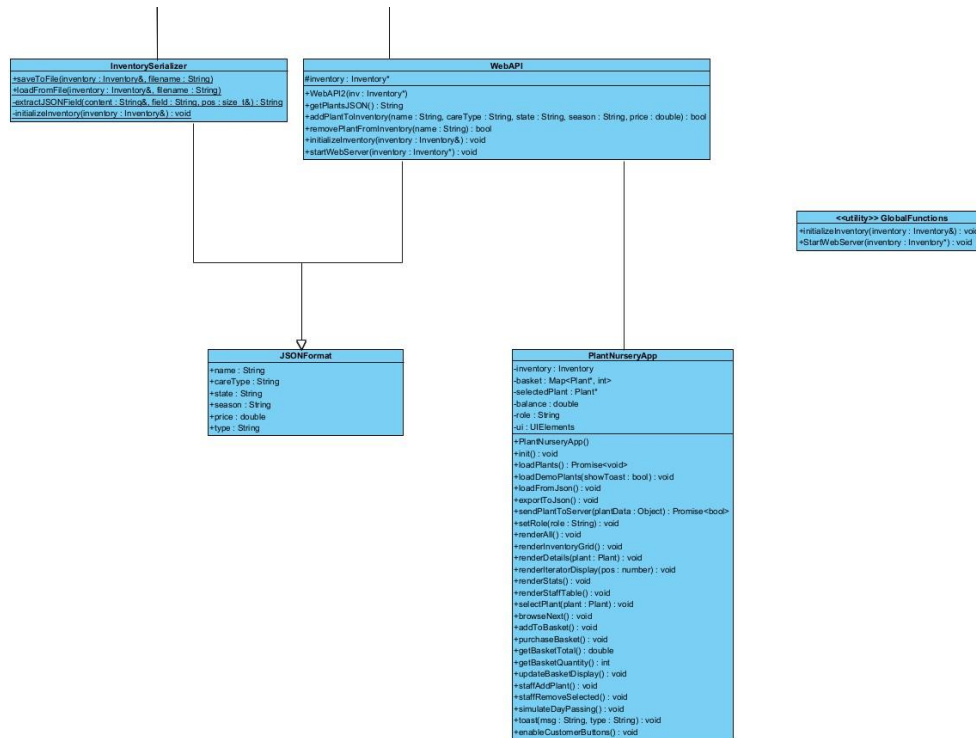 InventorySerializer
+saveToFile(inventory : Inventory&, filename : String)
+loadFromFile(inventory : Inventory&, filename : String)
-extractJSONField(content : String&, field : String, pos : size_t&) : String
-initializeInventory(inventory : Inventory&) : void
WebAPI
#inventory : Inventory*
+WebAPI2(inv : Inventory*)
+getPlantsJSON() : String
+addPlantToInventory(name : String, careType : String, state : String, season : String, price : double) : bool
+removePlantFromInventory(name : String) : bool
+initializeInventory(inventory : Inventory&) : void
+startWebServer(inventory : Inventory*) : void
<<utility>> GlobalFunctions
+initializeInventory(inventory : Inventory&) : void
+StartWebServer(inventory : Inventory*) : void
JSONFormat
+name : String
+careType : String
+state : String
+season : String
+price : double
+type : String
PlantNurseryApp
-inventory : Inventory
-basket : Map<Plant*, int>
-selectedPlant : Plant*
-balance : double
-role : String
-ui : UIElements
+PlantNurseryApp()
+init() : void
+loadPlants() : Promise<void>
+loadDemoPlants(showToast : bool) : void
+loadFromJson() : void
+exportToJson() : void
+sendPlantToServer(plantData : Object) : Promise<bool>
+setRole(role : String) : void
+renderAll() : void
+renderInventoryGrid() : void
+renderDetails(plant : Plant) : void
+renderIteratorDisplay(pos : number) : void
+renderStats() : void
+renderStaffTable() : void
+selectPlant(plant : Plant) : void
+browseNext() : void
+addToBasket() : void
+purchaseBasket() : void
+getBasketTotal() : double
+getBasketQuantity() : int
+updateBasketDisplay() : void
+staffAddPlant() : void
+staffRemoveSelected() : void
+simulateDayPassing() : void
+toast(msg : String, type : String) : void
+enableCustomerButtons() : void